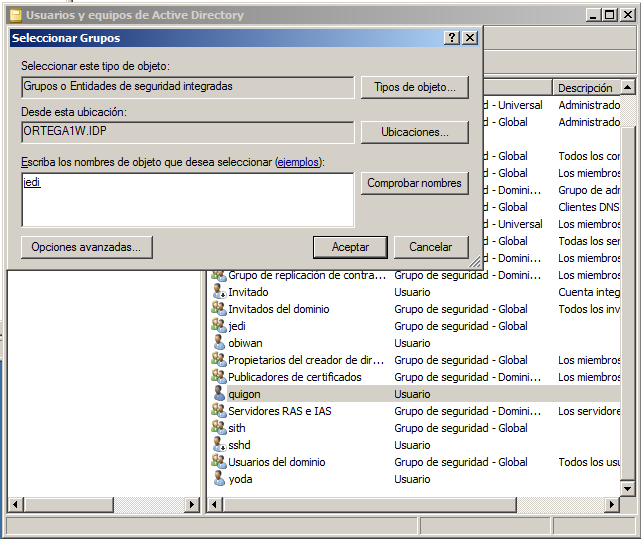 Usuarios y equipos de Active Directory
Seleccionar Grupos
Seleccionar este tipo de objeto:
Grupos o Entidades de seguridad integradas
Tipos de objeto...
Desde esta ubicación:
ORTEGA1W.IDP
Ubicaciones...
Escriba los nombres de objeto que desea seleccionar (ejemplos):
jedi
Comprobar nombres
Opciones avanzadas...
Aceptar
Cancelar
Descripción
d - Universal Administrado
d - Global Administrado
d - Global
d - Global Todos los con
d - Global Los miembros
d - Domini... Grupo de adm
d - Global Clientes DNS
d - Universal Los miembros
d - Global Todas los ser
d - Domini... Los miembros
Grupo de replicación de contra... Grupo de seguridad - Domini... Los miembros
Invitado Usuario Cuenta integ
Invitados del dominio Grupo de seguridad - Global Todos los inv
jedi Grupo de seguridad - Global
obiwan Usuario
Propietarios del creador de dir... Grupo de seguridad - Global Los miembros
Publicadores de certificados Grupo de seguridad - Domini... Los miembros
quigon Usuario
Servidores RAS e IAS Grupo de seguridad - Domini... Los servidore
sith Grupo de seguridad - Global
sshd Usuario
Usuarios del dominio Grupo de seguridad - Global Todos los usu
yoda Usuario